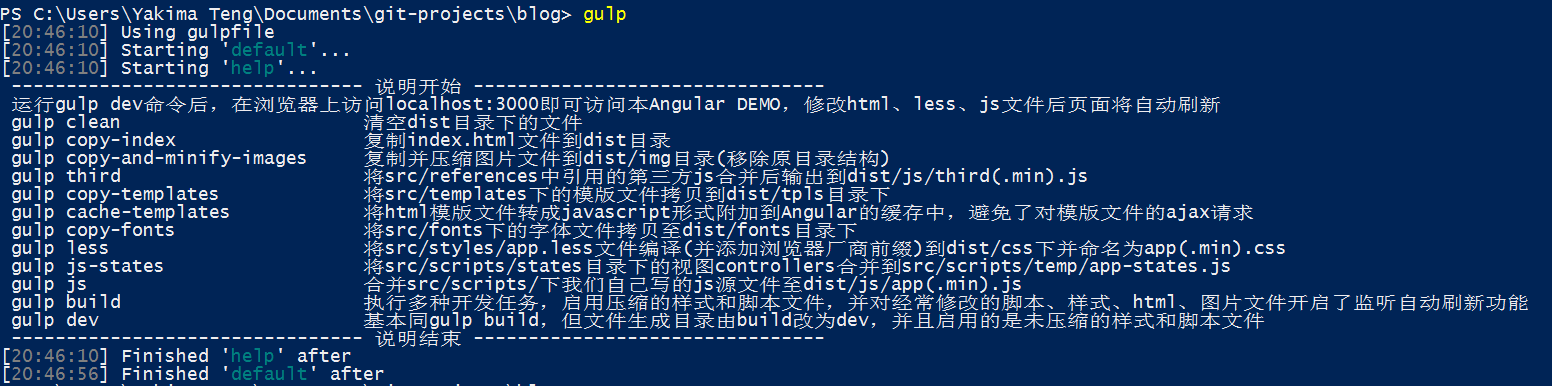 PS C:\Users\Yakima Teng\Documents\git-projects\blog> gulp
[20:46:10] Using gulpfile
[20:46:10] Starting 'default'...
[20:46:10] Starting 'help'...
-------------------------------- 说明开始 --------------------------------
运行gulp dev命令后，在浏览器上访问localhost:3000即可访问本Angular DEMO，修改html、less、js文件后页面将自动刷新
gulp clean 清空dist目录下的文件
gulp copy-index 复制index.html文件到dist目录
gulp copy-and-minify-images 复制并压缩图片文件到dist/img目录(移除原目录结构)
gulp third 将src/references中引用的第三方js合并后输出到dist/js/third(.min).js
gulp copy-templates 将src/templates下的模版文件拷贝到dist/tpls目录下
gulp cache-templates 将html模版文件转成javascript形式附加到Angular的缓存中，避免了对模版文件的ajax请求
gulp copy-fonts 将src/fonts下的字体文件拷贝至dist/fonts目录下
gulp less 将src/styles/app.less文件编译(并添加浏览器厂商前缀)到dist/css下并命名为app(.min).css
gulp js-states 将src/scripts/states目录下的视图controllers合并到src/scripts/temp/app-states.js
gulp js 合并src/scripts/下我们自己写的js源文件至dist/js/app(.min).js
gulp build 执行多种开发任务，启用压缩的样式和脚本文件，并对经常修改的脚本、样式、html、图片文件开启了监听自动刷新功能
gulp dev 基本同gulp build，但文件生成目录由build改为dev，并且启用的是未压缩的样式和脚本文件
-------------------------------- 说明结束 --------------------------------
[20:46:10] Finished 'help' after
[20:46:56] Finished 'default' after